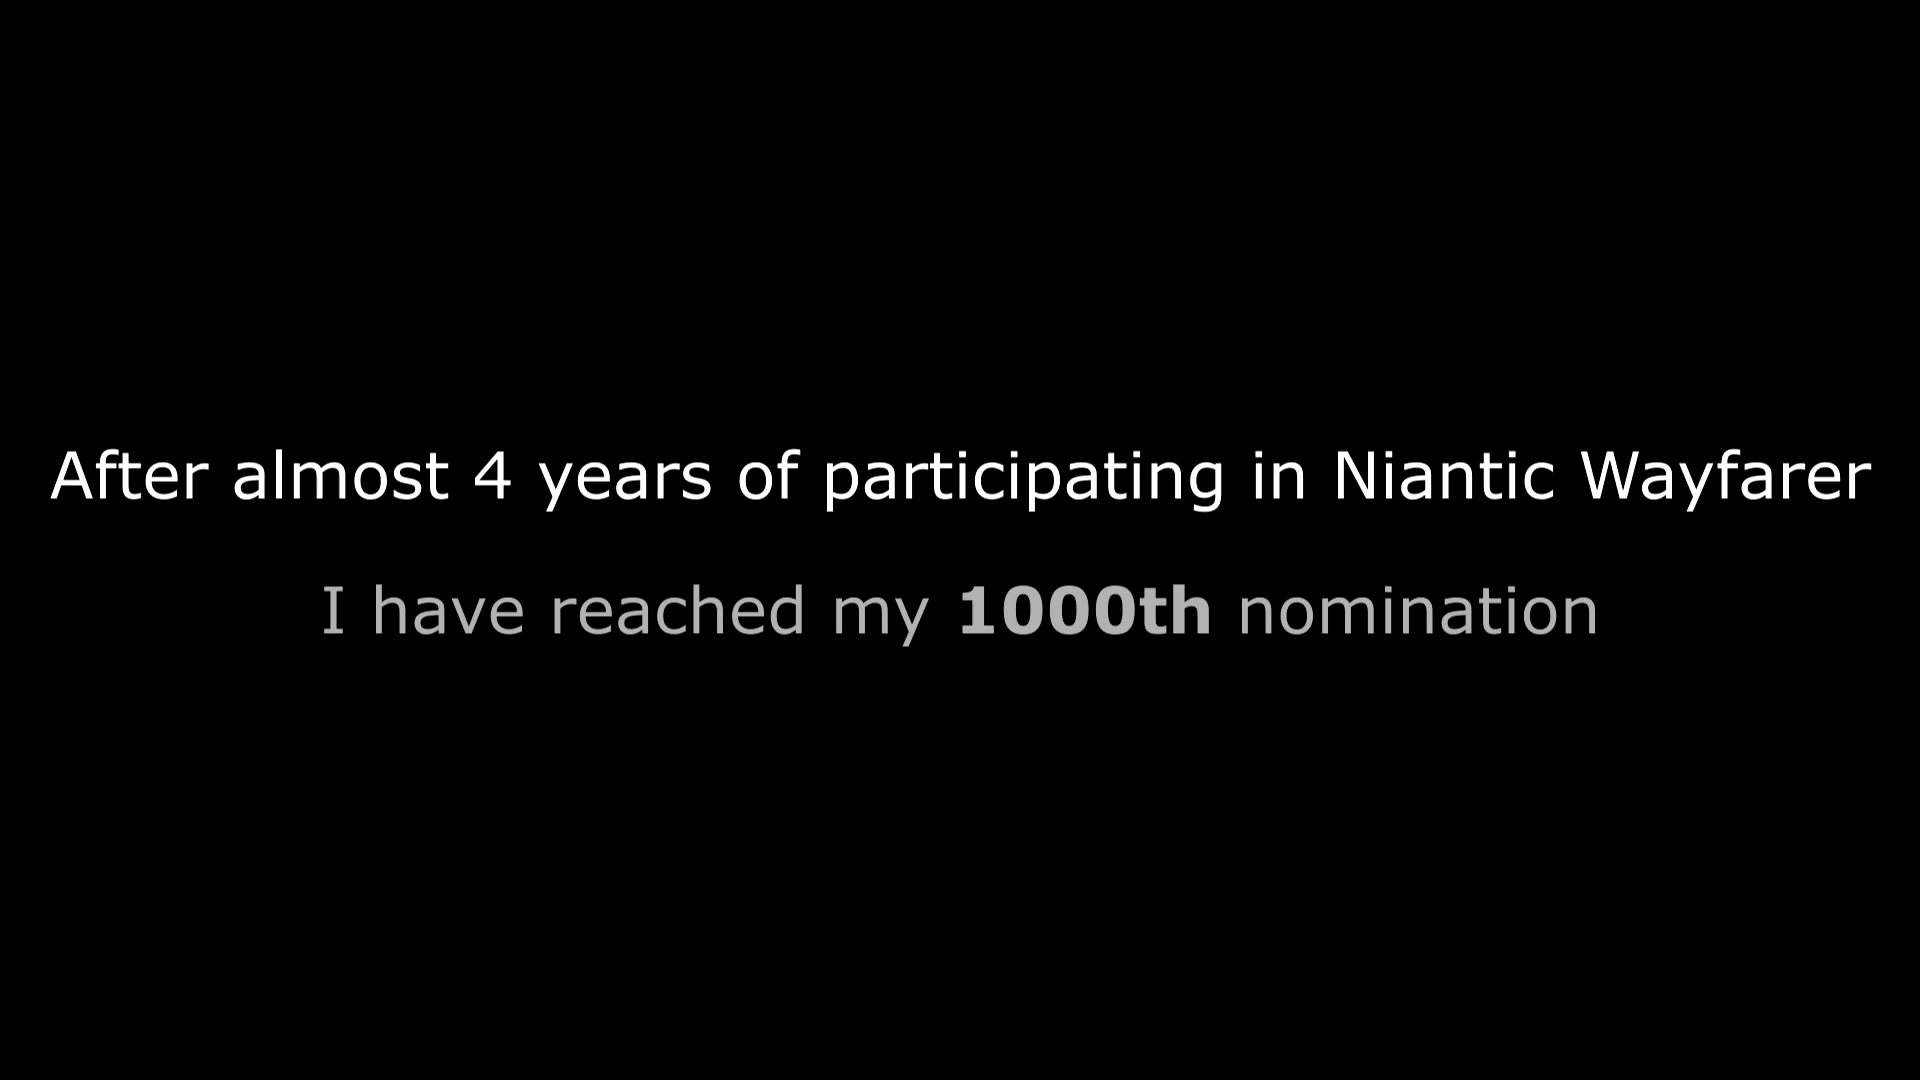 After almost 4 years of participating in Niantic Wayfarer
I have reached my 1000th nomination